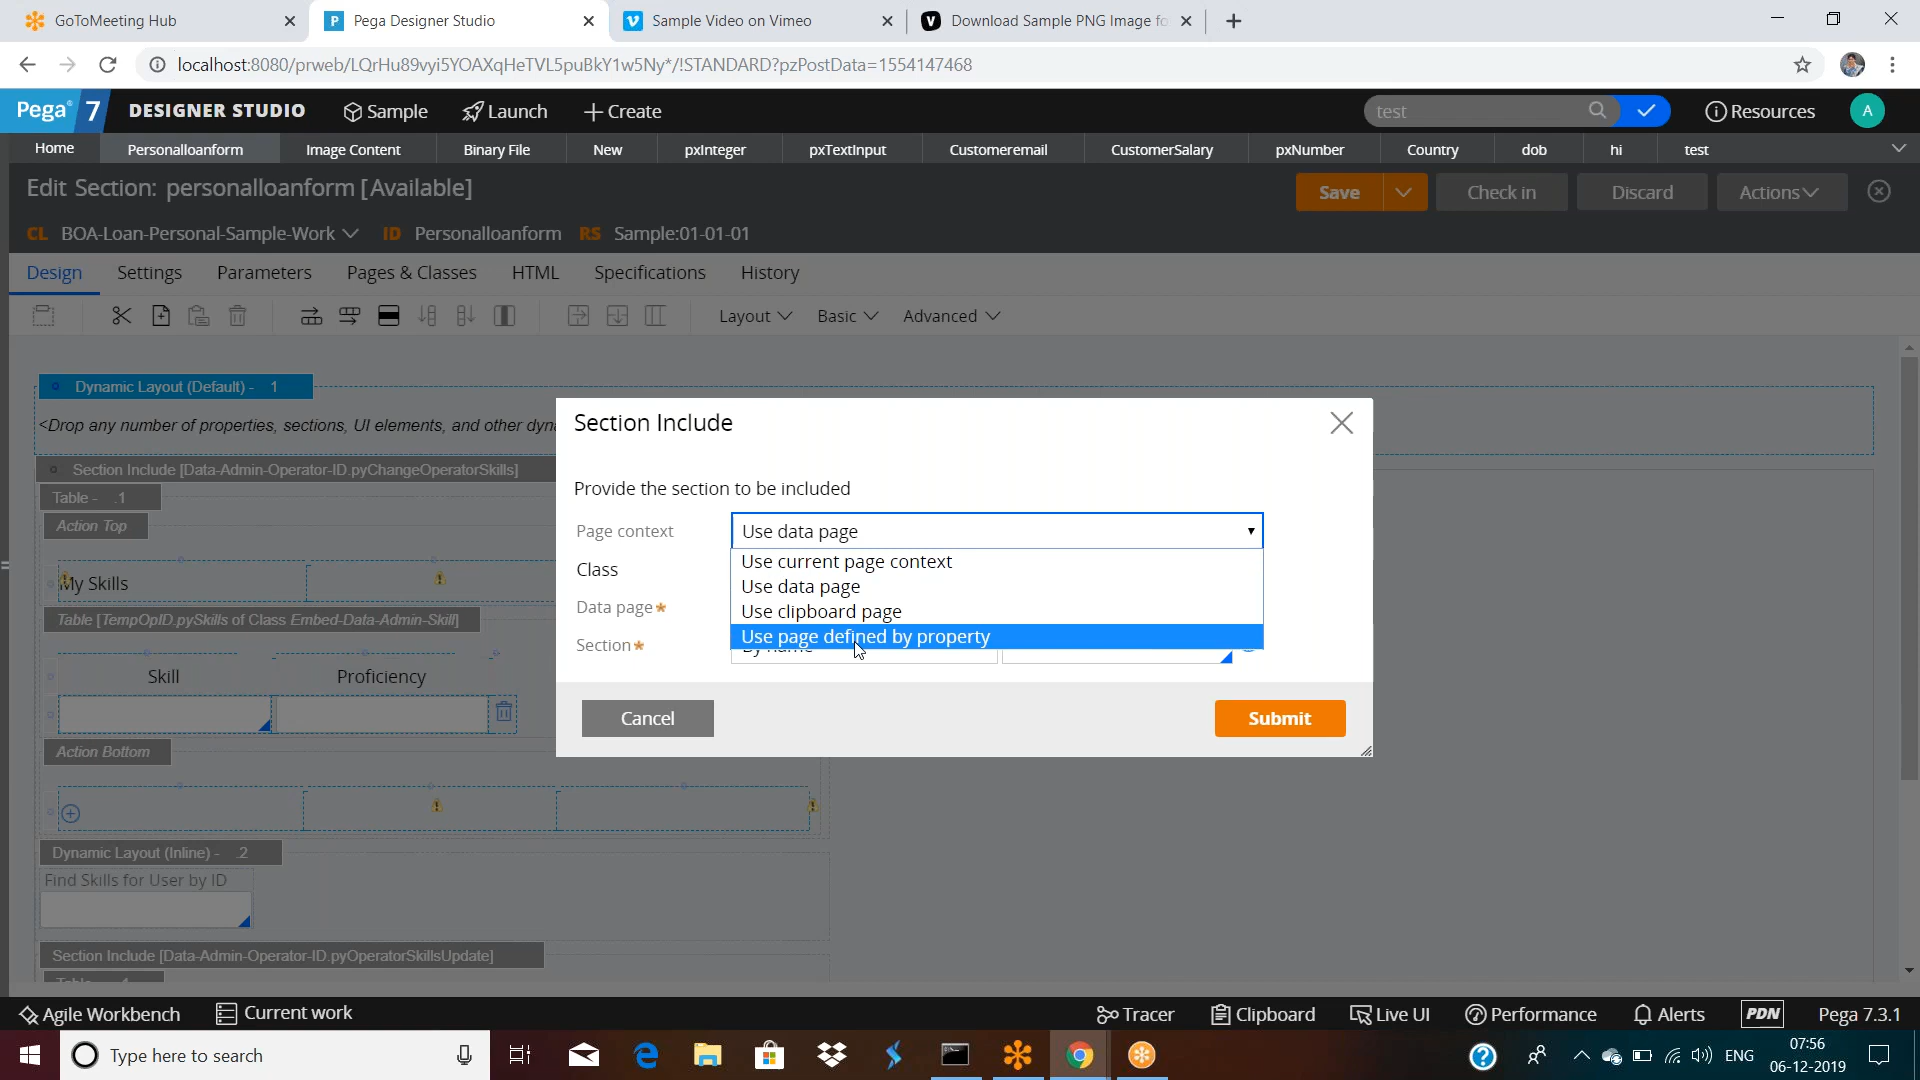 GoToMeeting Hub
Pega Designer Studio
Sample Video on Vimeo
Download Sample PNG Image fo
localhost:8080/prweb/LQrHu89vyi5YOAXqHeTVL5puBkY1w5Ny*/!STANDARD?pzPostData=1554147468
Pega 7 DESIGNER STUDIO Sample Launch Create test Resources A
Home Personalloanform Image Content Binary File New pxInteger pxTextInput Customeremail CustomerSalary pxNumber Country dob hi test
Edit Section: personalloanform [Available]
Save Check in Discard Actions
CL BOA-Loan-Personal-Sample-Work ID Personalloanform RS Sample:01-01-01
Design Settings Parameters Pages & Classes HTML Specifications History
Layout Basic Advanced
Dynamic Layout (Default) - 1
<Drop any number of properties, sections, UI elements, and other dyn
Section Include [Data-Admin-Operator-ID.pyChangeOperatorSkills]
Table - .1
Action Top
My Skills
Table [TempOpID.pySkills of Class Embed-Data-Admin-Skill]
Skill Proficiency
Action Bottom
Dynamic Layout (Inline) - .2
Find Skills for User by ID
Section Include [Data-Admin-Operator-ID.pyOperatorSkillsUpdate]
Section Include
Provide the section to be included
Page context Use data page
Use current page context
Class
Use data page
Data page*
Use clipboard page
Use page defined by property
Section*
Cancel Submit
Agile Workbench Current work Tracer Clipboard Live UI Performance Alerts PDN Pega 7.3.1
Type here to search
ENG
07:56
06-12-2019